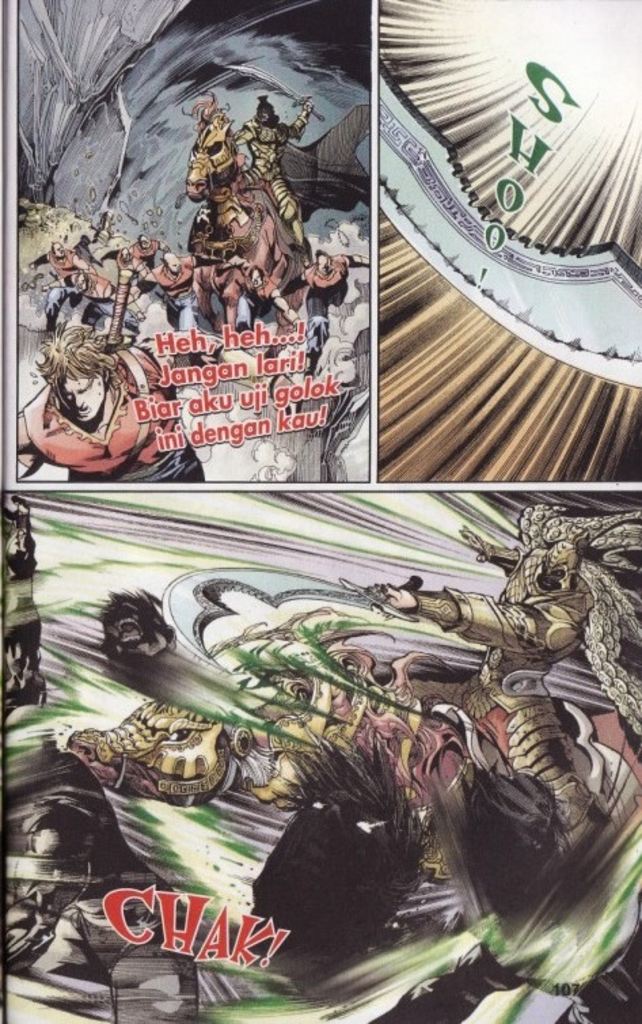 Heh, heh...!
Jangan lari!
Biar aku uji golok
ini dengan kau!
SHOO!
CHAK!
107